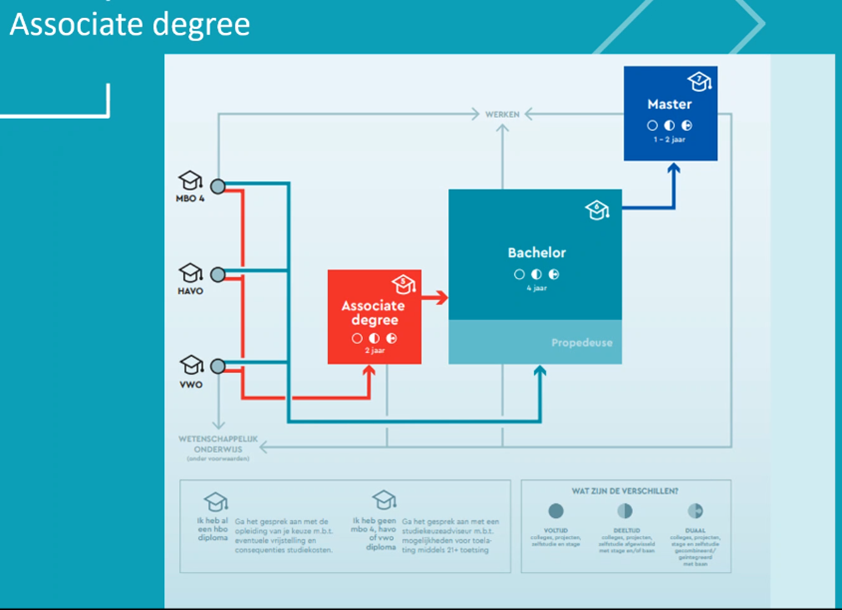 Associate degree
7
Master
1 - 2 jaar
WERKEN
MBO 4
6
Bachelor
4 jaar
HAVO
5
Associate
degree
2 jaar
Propedeuse
VWO
WETENSCHAPPELIJK
ONDERWIJS
(onder voorwaarden)
Ik heb al
een hbo
diploma
Ga het gesprek aan met de
opleiding van je keuze m.b.t.
eventuele vrijstelling en
consequenties studiekosten.
Ik heb geen
mbo 4, havo
of vwo
diploma
Ga het gesprek aan met een
studiekeuzeadviseur m.b.t.
mogelijkheden voor toela-
ting middels 21+ toetsing
WAT ZIJN DE VERSCHILLEN?
VOLTIJD
colleges, projecten,
zelfstudie en stage
DEELTIJD
colleges, projecten,
zelfstudie afgewisseld
met stage en/of baan
DUAAL
colleges, projecten,
stage en zelfstudie
gecombineerd/
geïntegreerd
met baan